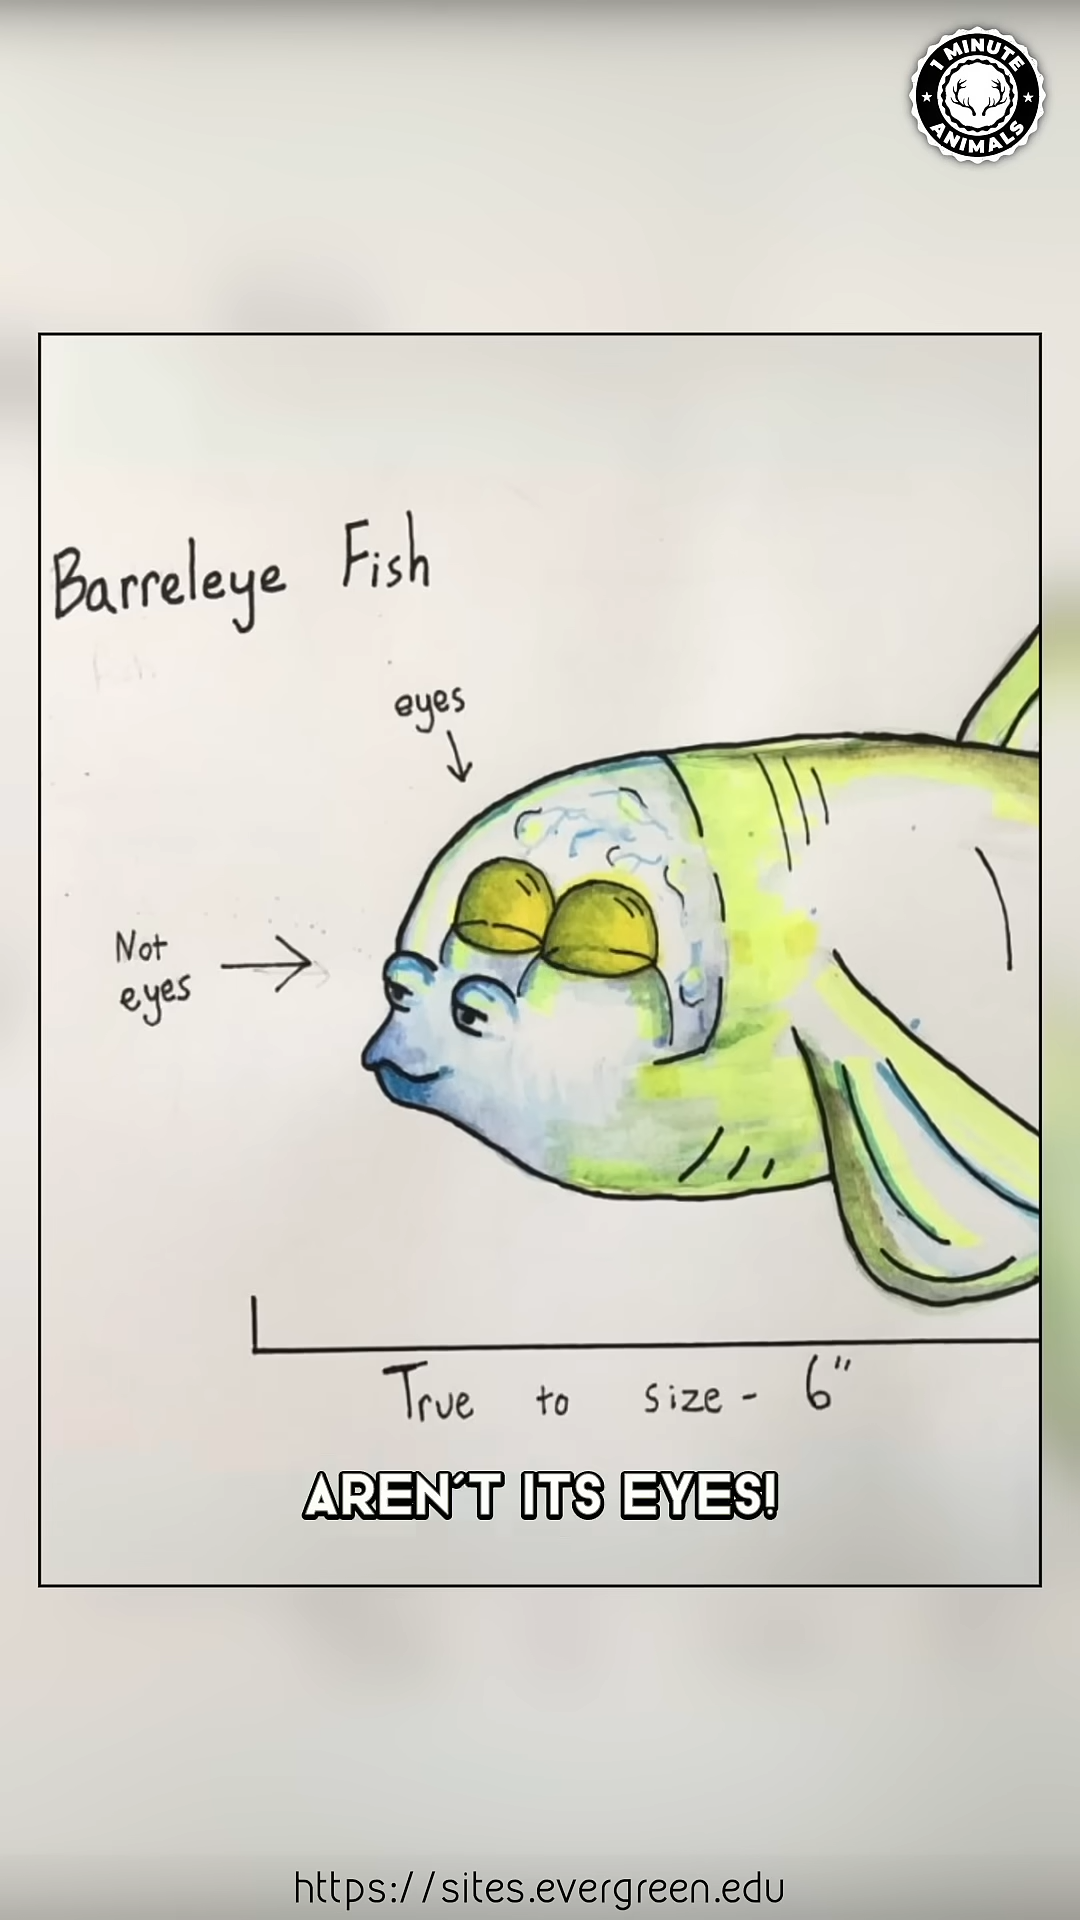 1 MINUTE
ANIMALS
Barreleye Fish
eyes
Not
eyes
True to size - 6"
AREN'T ITS EYES!
https://sites.evergreen.edu